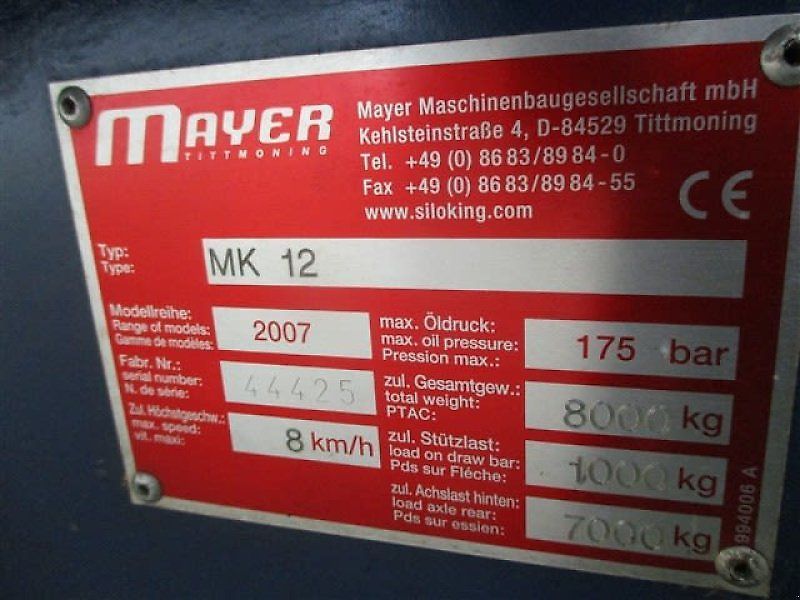 MAYER
TITTMONING
Mayer Maschinenbaugesellschaft mbH
Kehlsteinstraße 4, D-84529 Tittmoning
Tel. +49 (0) 86 83/89 84-0
Fax +49 (0) 86 83/89 84-55
www.siloking.com
CE
Typ:
Type:
MK 12
Modellreihe:
Range of models:
Gamme de modèles:
2007
Fabr. Nr.:
serial number:
N. de série:
44425
Zul. Höchstgeschw.:
max. speed:
vit. maxi:
8 km/h
max. Öldruck:
max. oil pressure:
Pression max.:
175 bar
zul. Gesamtgew.:
total weight:
PTAC:
8000 kg
zul. Stützlast:
load on draw bar:
Pds sur Fléche:
1000 kg
zul. Achslast hinten:
load axle rear:
Pds sur essien:
7000 kg
994006 A